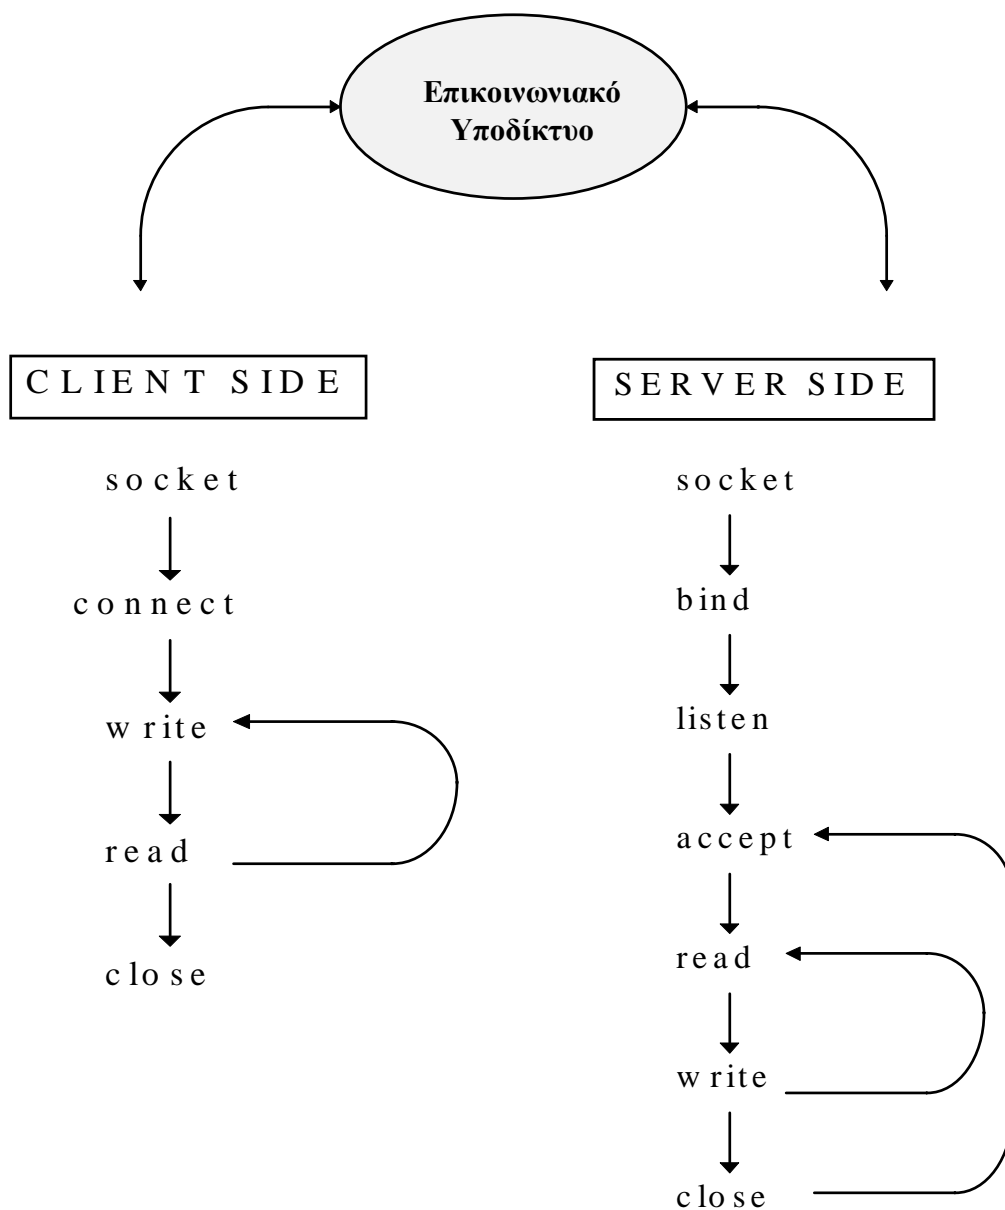 Επικοινωνιακό
Υποδίκτυο
CLIENT SIDE
socket
connect
write
read
close
SERVER SIDE
socket
bind
listen
accept
read
write
close